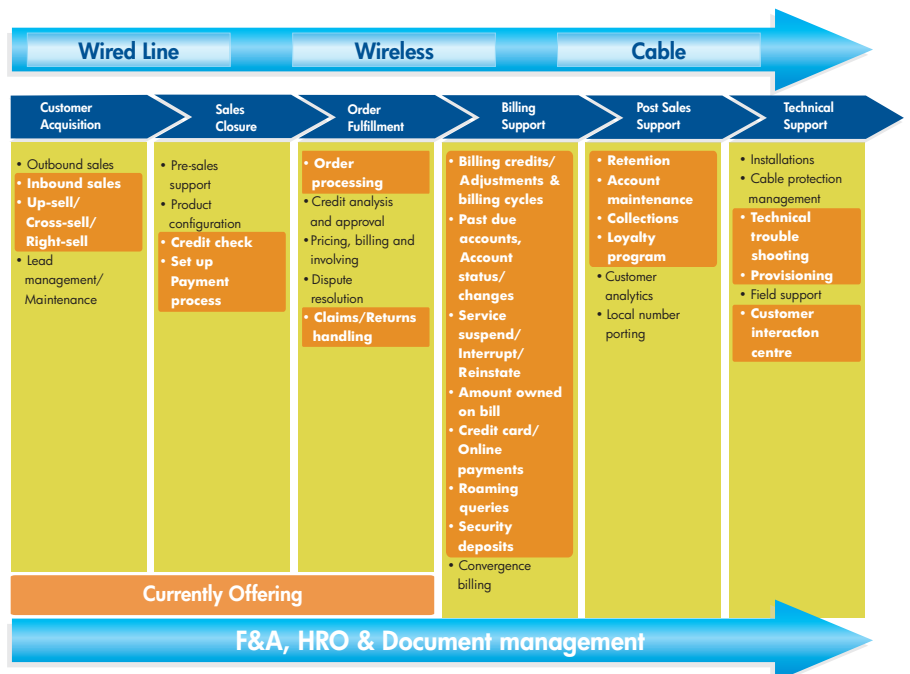 Wired Line
Wireless
Cable
Customer
Acquisition
Sales
Closure
Order
Fulfillment
Billing
Support
Post Sales
Support
Technical
Support
• Outbound sales
• Inbound sales
• Up-sell/
Cross-sell/
Right-sell
• Lead
management/
Maintenance
• Pre-sales
support
• Product
configuration
• Credit check
• Set up
Payment
process
• Order
processing
• Credit analysis
and approval
• Pricing, billing and
involving
• Dispute
resolution
• Claims/Returns
handling
• Billing credits/
Adjustments &
billing cycles
• Past due
accounts,
Account
status/
changes
• Service
suspend/
Interrupt/
Reinstate
• Amount owned
on bill
• Credit card/
Online
payments
• Roaming
queries
• Security
deposits
• Convergence
billing
• Retention
• Account
maintenance
• Collections
• Loyalty
program
• Customer
analytics
• Local number
porting
• Installations
• Cable protection
management
• Technical
trouble
shooting
• Provisioning
• Field support
• Customer
interacton
centre
Currently Offering
F&A, HRO & Document management